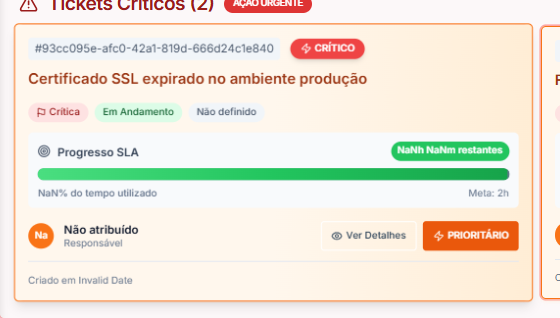 Tickets Críticos (2) AÇÃO URGENTE
#93cc095e-afc0-42a1-819d-666d24c1e840 CRÍTICO
Certificado SSL expirado no ambiente produção
Crítica Em Andamento Não definido
Progresso SLA NaNh NaNm restantes
NaN% do tempo utilizado Meta: 2h
Na Não atribuído
Responsável
Ver Detalhes PRIORITÁRIO
Criado em Invalid Date